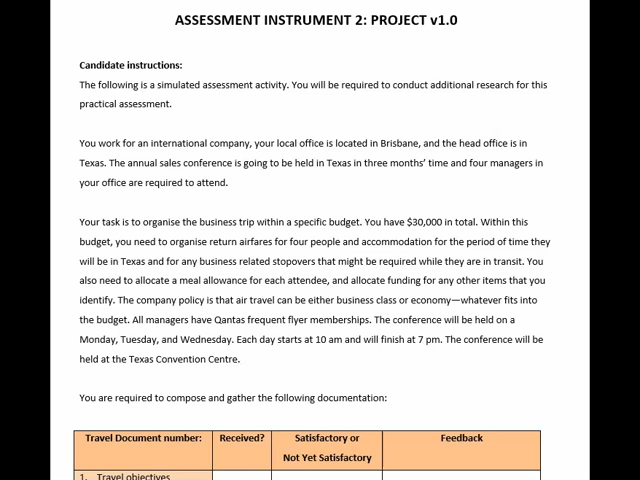 ASSESSMENT INSTRUMENT 2: PROJECT v1.0
Candidate instructions:
The following is a simulated assessment activity. You will be required to conduct additional research for this
practical assessment.
You work for an international company, your local office is located in Brisbane, and the head office is in
Texas. The annual sales conference is going to be held in Texas in three months’ time and four managers in
your office are required to attend.
Your task is to organise the business trip within a specific budget. You have $30,000 in total. Within this
budget, you need to organise return airfares for four people and accommodation for the period of time they
will be in Texas and for any business related stopovers that might be required while they are in transit. You
also need to allocate a meal allowance for each attendee, and allocate funding for any other items that you
identify. The company policy is that air travel can be either business class or economy—whatever fits into
the budget. All managers have Qantas frequent flyer memberships. The conference will be held on a
Monday, Tuesday, and Wednesday. Each day starts at 10 am and will finish at 7 pm. The conference will be
held at the Texas Convention Centre.
You are required to compose and gather the following documentation:
Travel Document number: Received? Satisfactory or Feedback
Not Yet Satisfactory
1. Travel objectives